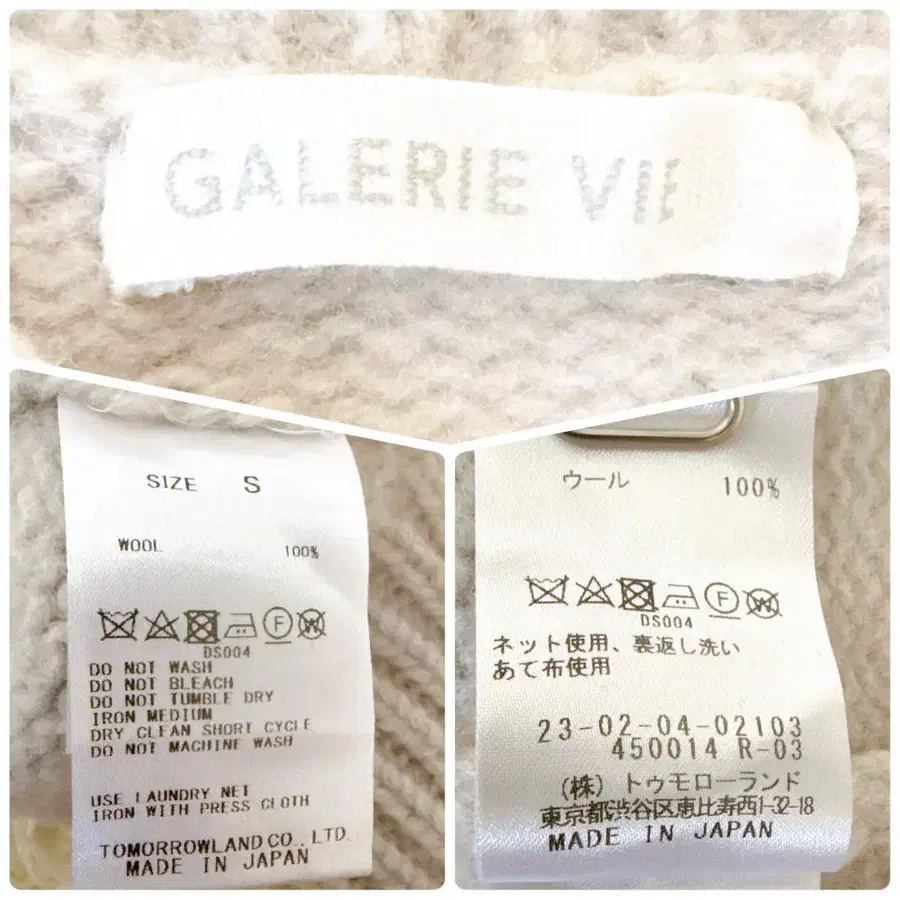 GALERIE VIE
SIZE S
WOOL 100%
F W
DS004
DO NOT WASH
DO NOT BLEACH
DO NOT TUMBLE DRY
IRON MEDIUM
DRY CLEAN SHORT CYCLE
DO NOT MACHINE WASH
USE LAUNDRY NET
IRON WITH PRESS CLOTH
TOMORROWLAND CO., LTD.
MADE IN JAPAN
ウール 100%
F W
DS004
ネット使用、裏返し洗い
あて布使用
23-02-04-02103
450014 R-03
(株) トゥモローランド
東京都渋谷区恵比寿西1-32-18
MADE IN JAPAN